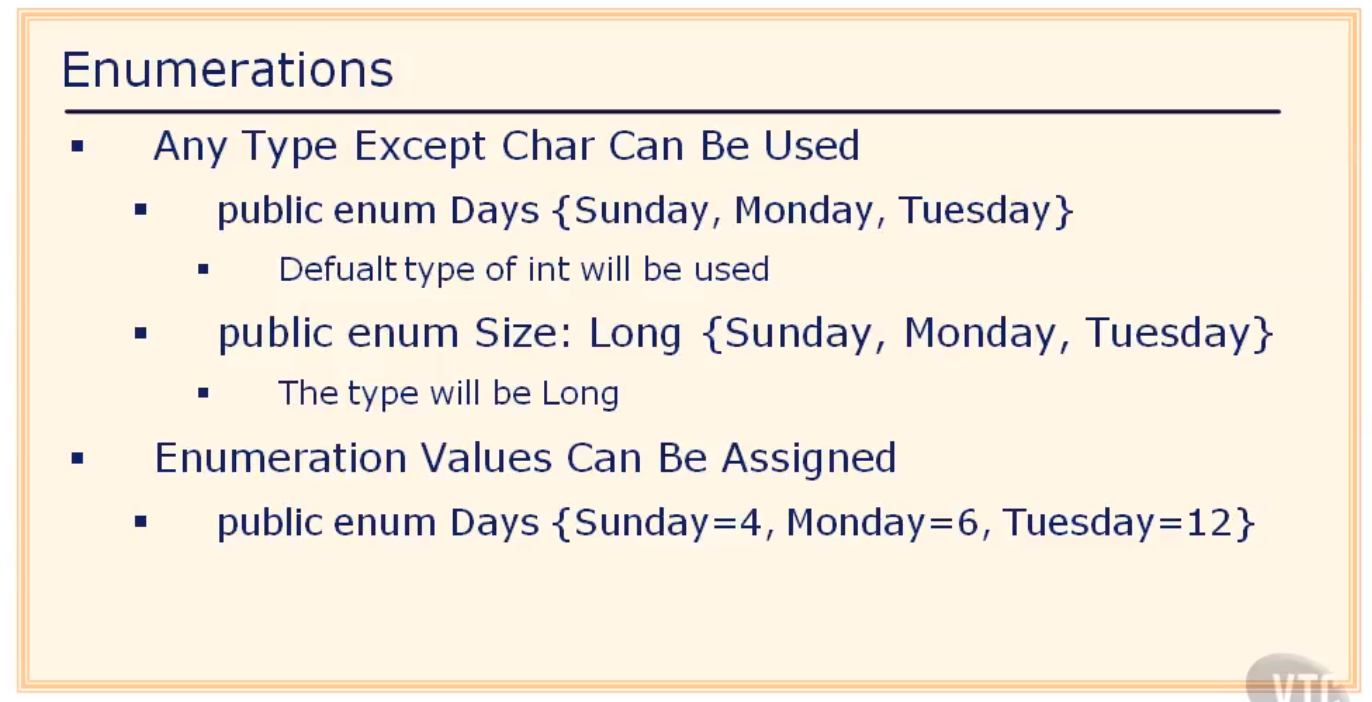 Enumerations
Any Type Except Char Can Be Used
public enum Days {Sunday, Monday, Tuesday}
Defualt type of int will be used
public enum Size: Long {Sunday, Monday, Tuesday}
The type will be Long
Enumeration Values Can Be Assigned
public enum Days {Sunday=4, Monday=6, Tuesday=12}
VTC